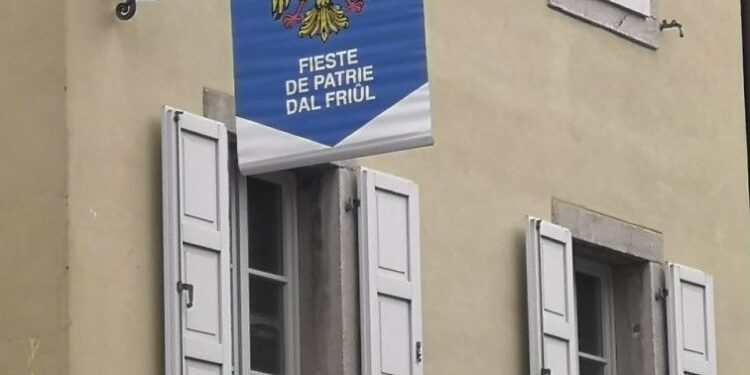 FIESTE
DE PATRIE
DAL FRIÛL